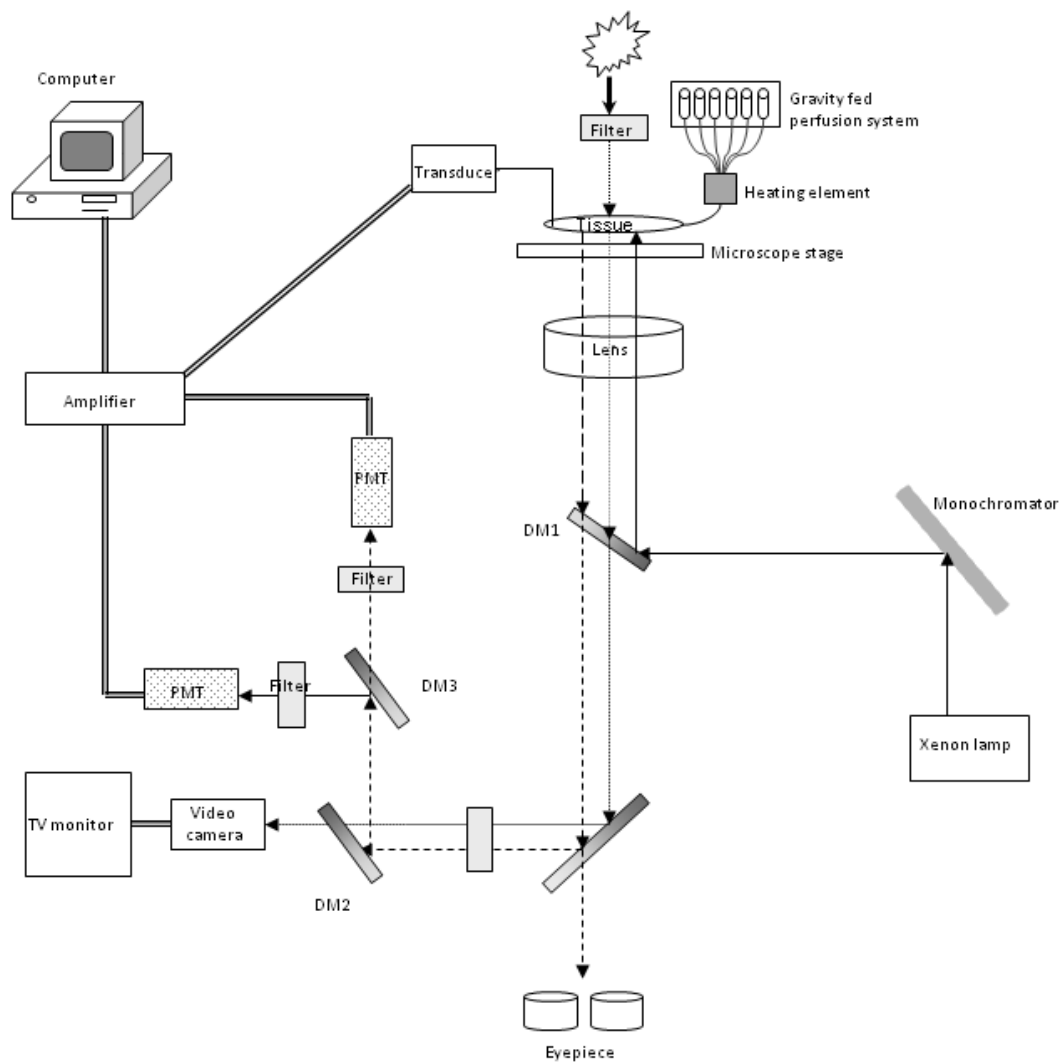 Computer
Filter
Gravity fed
perfusion system
Transduce
Heating element
Tissue
Microscope stage
Lens
Amplifier
PMT
Monochromator
DM1
Filter
DM3
PMT
Filter
Xenon lamp
TV monitor
Video
camera
DM2
Eyepiece